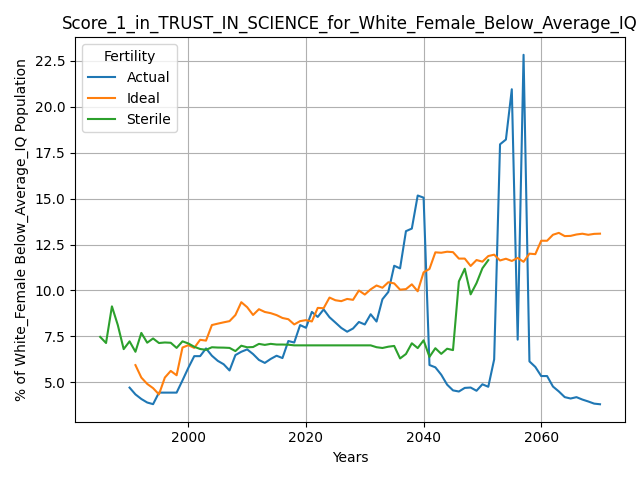 Score_1_in_TRUST_IN_SCIENCE_for_White_Female_Below_Average_IQ
% of White_Female Below_Average_IQ Population
22.5
20.0
17.5
15.0
12.5
10.0
7.5
5.0
Fertility
Actual
Ideal
Sterile
2000
2020
2040
2060
Years